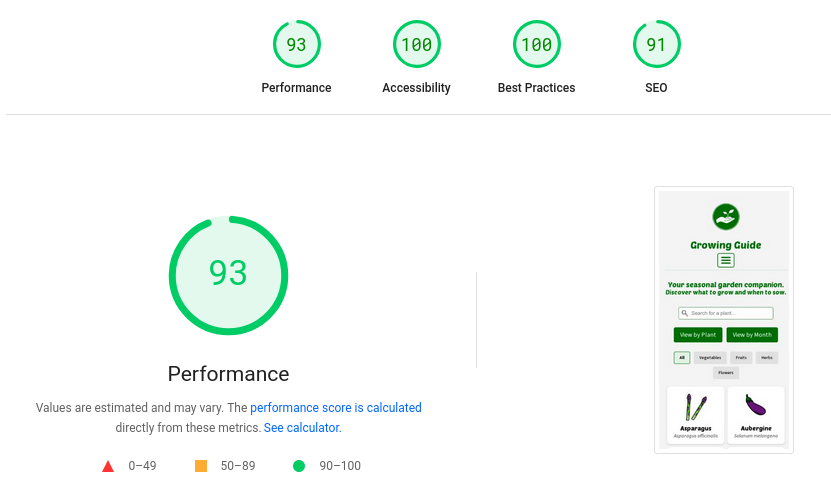 93
100
100
91
Performance
Accessibility
Best Practices
SEO
93
Performance
Values are estimated and may vary. The performance score is calculated
directly from these metrics. See calculator.
0–49
50–89
90–100
Growing Guide
Your seasonal garden companion.
Discover what to grow and when to sow.
Search for a plant...
View by Plant
View by Month
All
Vegetables
Fruits
Herbs
Flowers
Asparagus
Asparagus officinalis
Aubergine
Solanum melongena